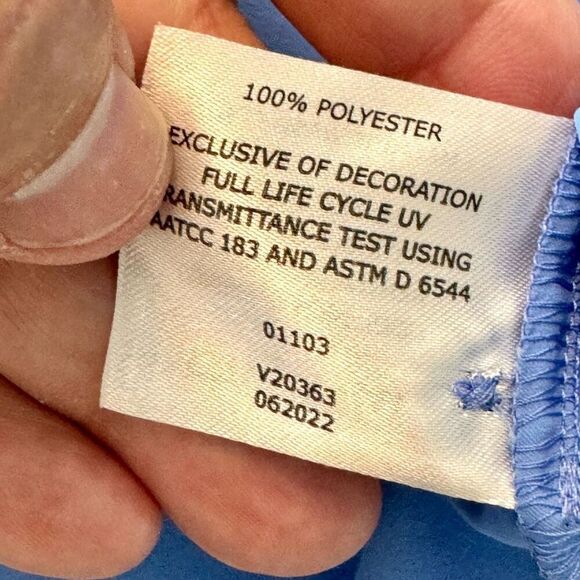 100% POLYESTER
EXCLUSIVE OF DECORATION
FULL LIFE CYCLE UV
RANSMITTANCE TEST USING
AATCC 183 AND ASTM D 6544
01103
V20363
062022